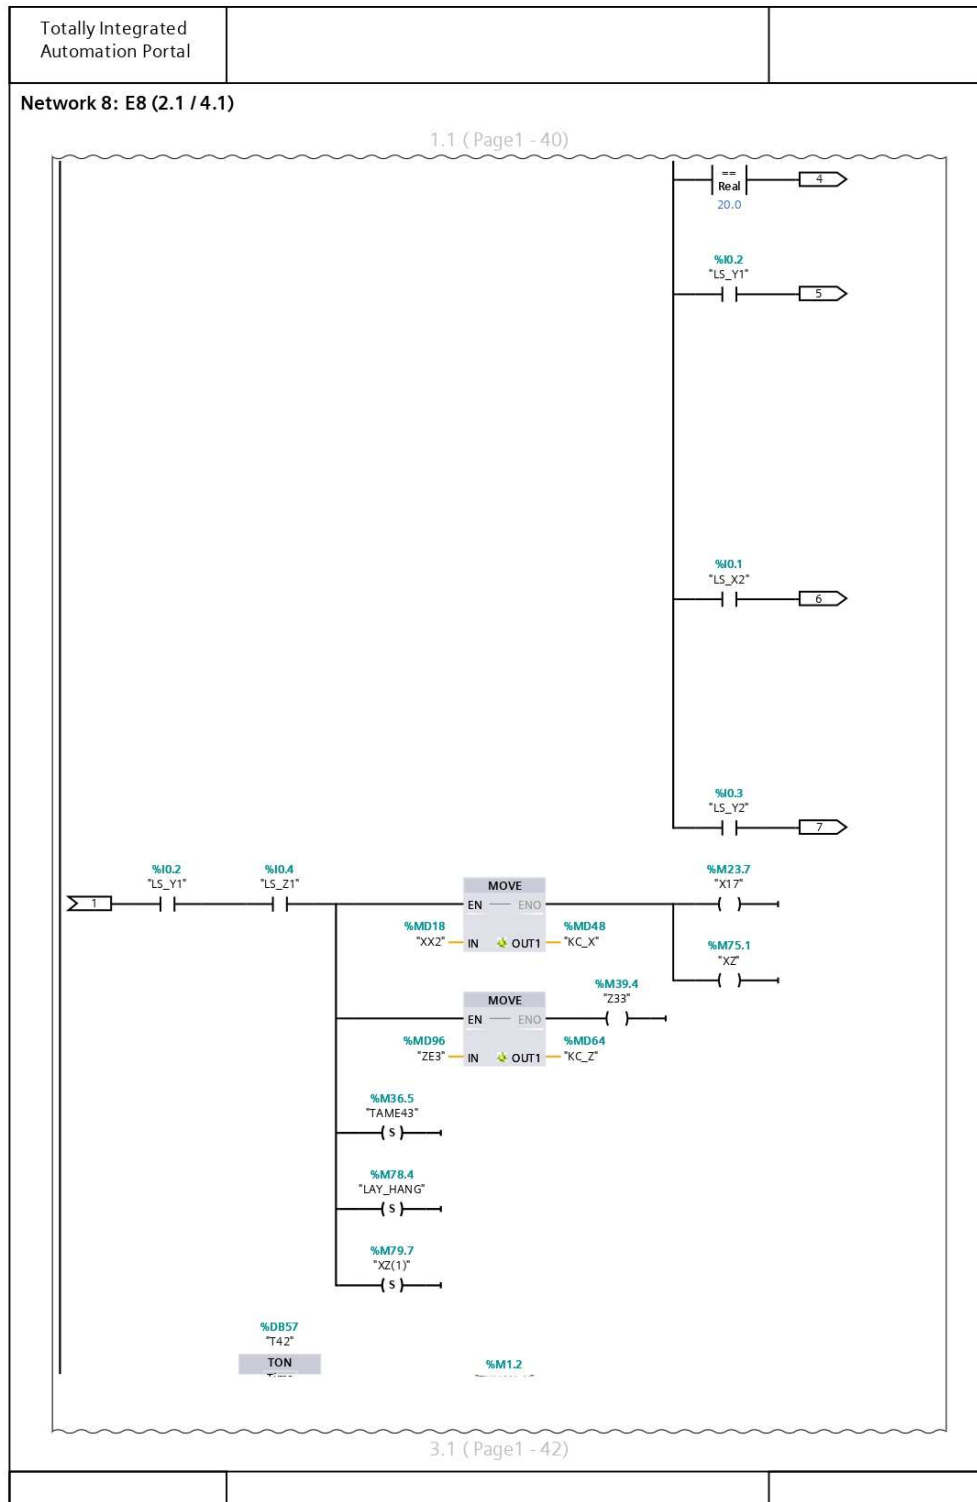 Totally Integrated
Automation Portal
Network 8: E8 (2.1 / 4.1)
1.1 ( Page1 - 40)
==
Real
20.0
4
%I0.2
"LS_Y1"
5
%I0.1
"LS_X2"
6
%I0.3
"LS_Y2"
7
1
%I0.2
"LS_Y1"
%I0.4
"LS_Z1"
MOVE
EN ENO
%MD18
"XX2" IN OUT1
%MD48
"KC_X"
%M23.7
"X17"
%M75.1
"XZ"
MOVE
EN ENO
%MD96
"ZE3" IN OUT1
%MD64
"KC_Z"
%M39.4
"Z33"
%M36.5
"TAME43"
S
%M78.4
"LAY_HANG"
S
%M79.7
"XZ(1)"
S
%DB57
"T42"
TON
%M1.2
3.1 ( Page1 - 42)